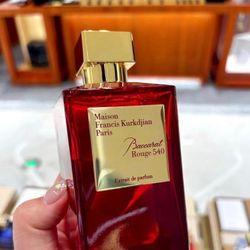 Maison
Francis Kurkdjian
Paris
Baccarat
Rouge 540
Extrait de parfum